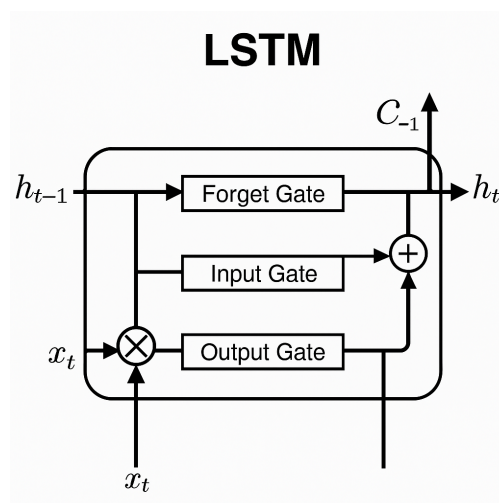 LSTM
C₋₁
hₜ₋₁
Forget Gate
hₜ
Input Gate
xₜ
Output Gate
xₜ